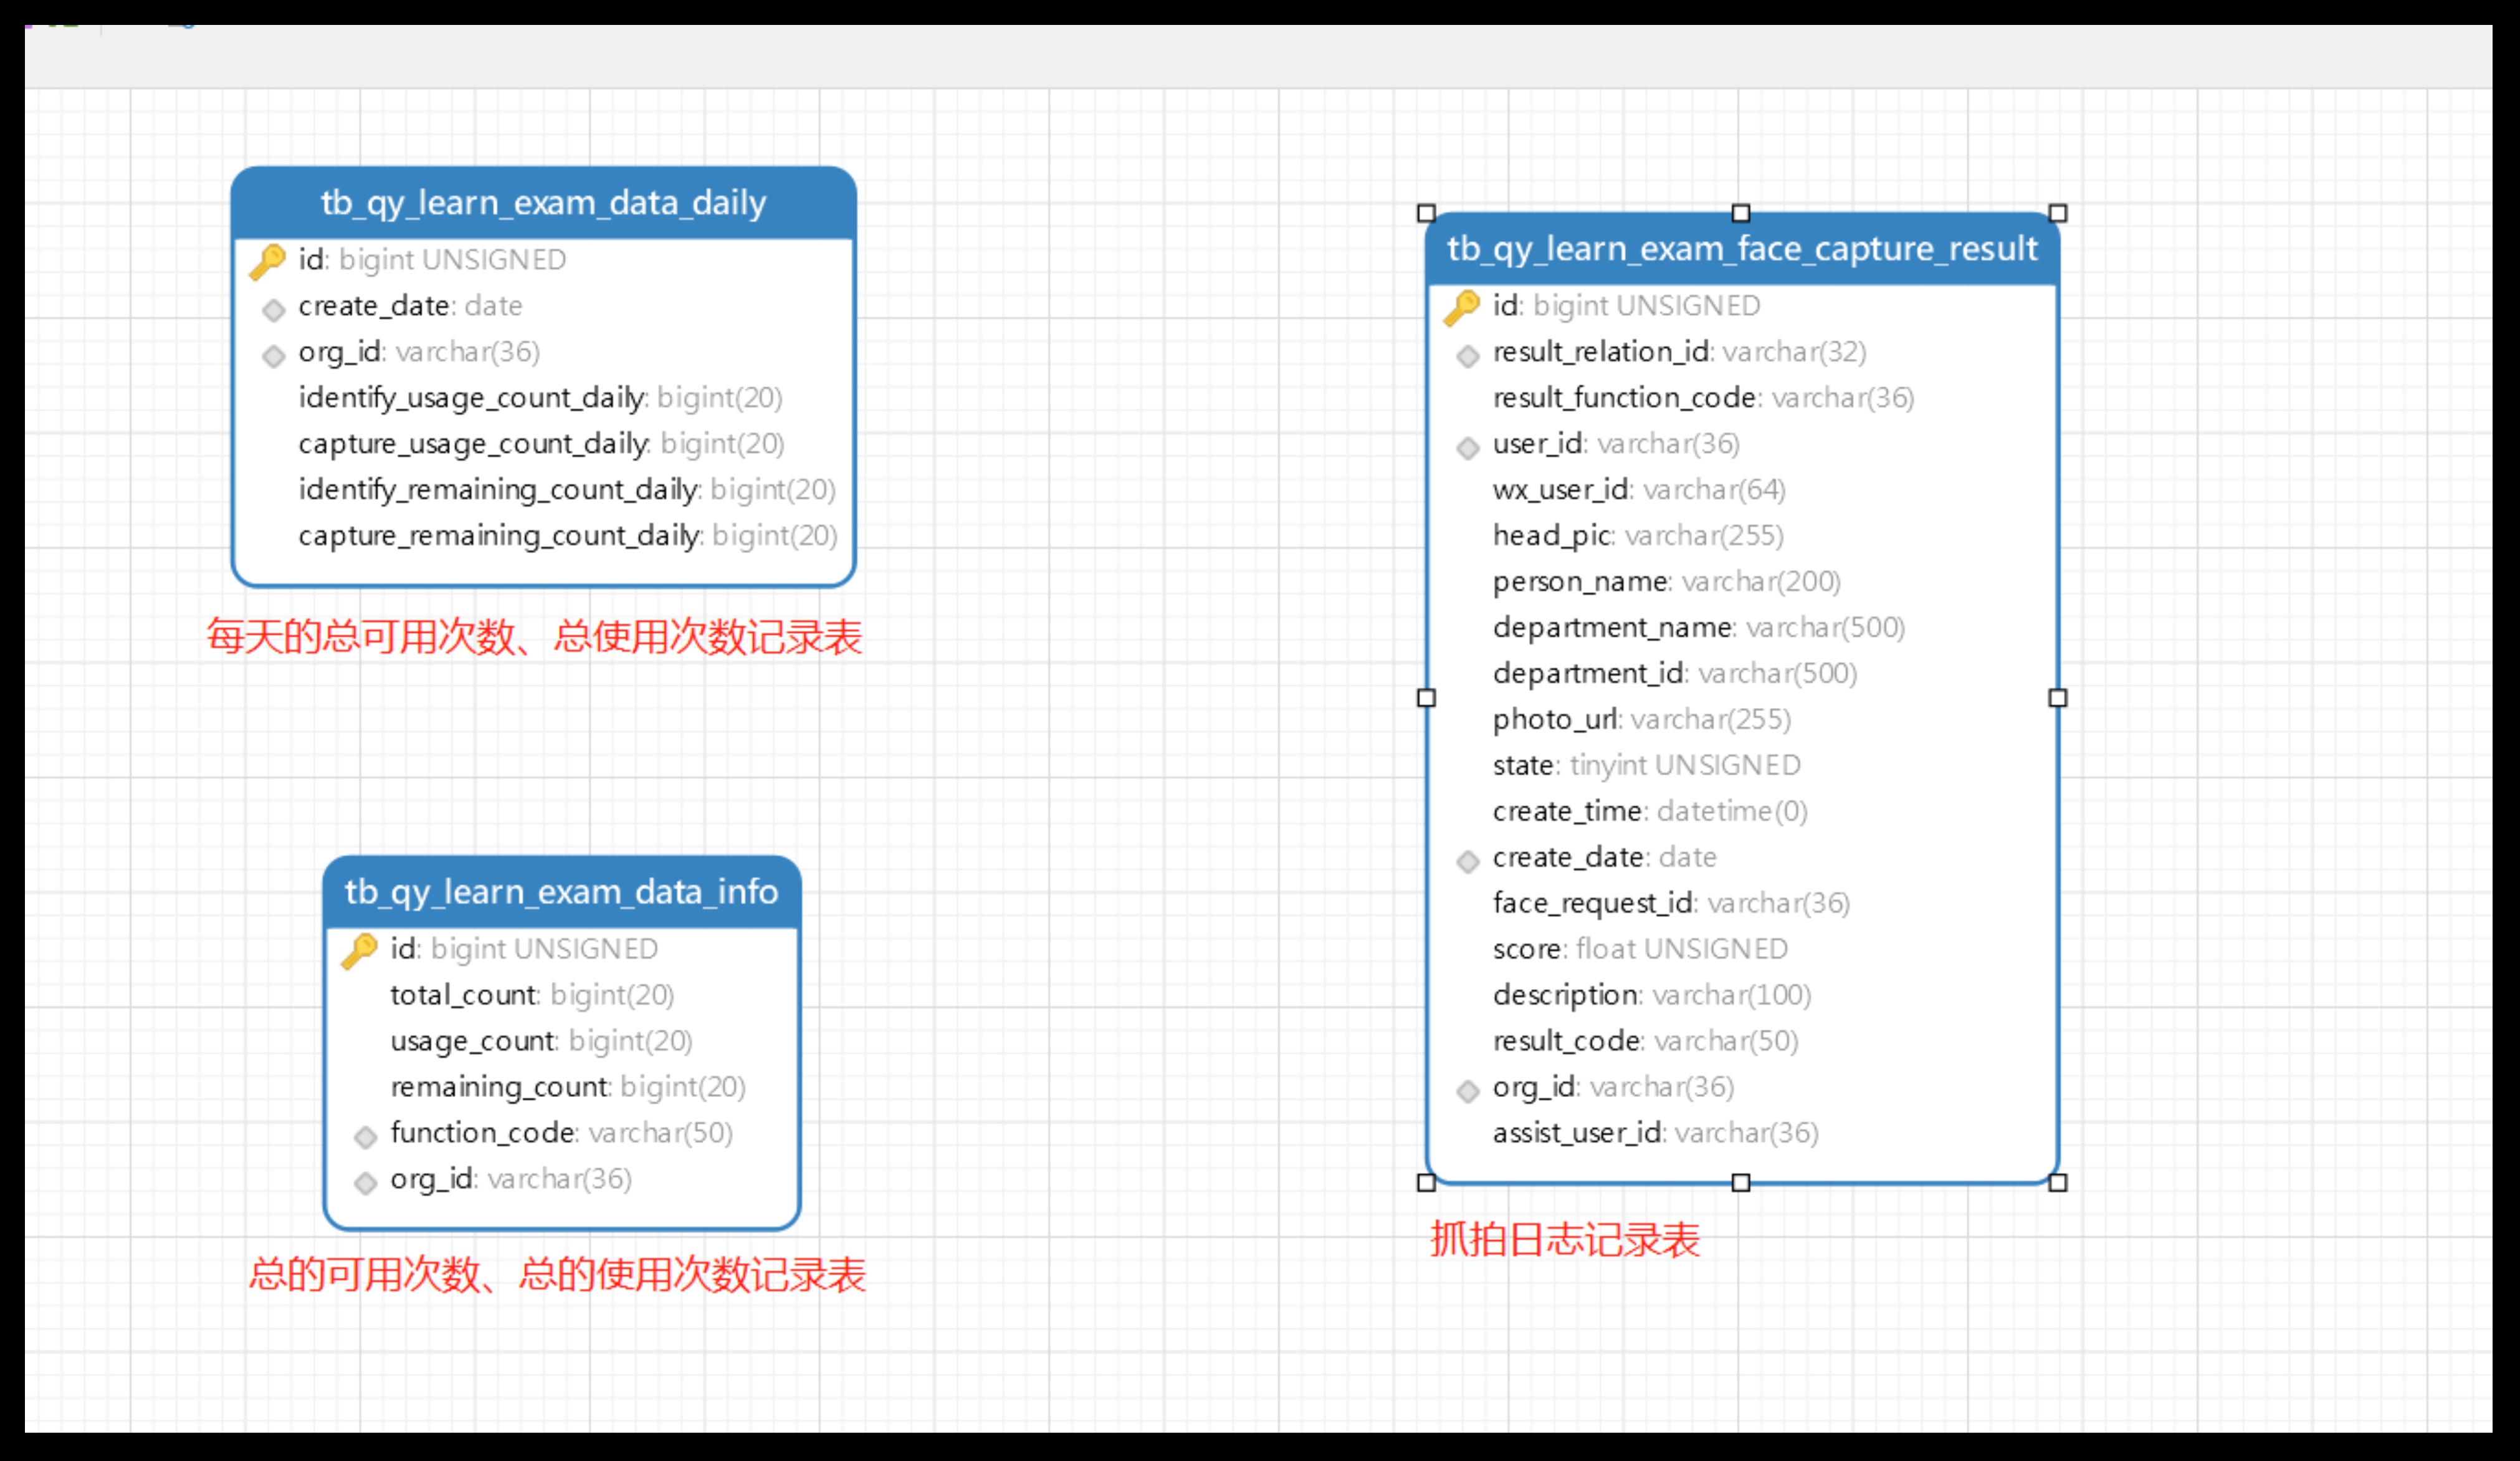 tb_qy_learn_exam_data_daily
id: bigint UNSIGNED
create_date: date
org_id: varchar(36)
identify_usage_count_daily: bigint(20)
capture_usage_count_daily: bigint(20)
identify_remaining_count_daily: bigint(20)
capture_remaining_count_daily: bigint(20)
每天的总可用次数、总使用次数记录表
tb_qy_learn_exam_data_info
id: bigint UNSIGNED
total_count: bigint(20)
usage_count: bigint(20)
remaining_count: bigint(20)
function_code: varchar(50)
org_id: varchar(36)
总的可用次数、总的使用次数记录表
tb_qy_learn_exam_face_capture_result
id: bigint UNSIGNED
result_relation_id: varchar(32)
result_function_code: varchar(36)
user_id: varchar(36)
wx_user_id: varchar(64)
head_pic: varchar(255)
person_name: varchar(200)
department_name: varchar(500)
department_id: varchar(500)
photo_url: varchar(255)
state: tinyint UNSIGNED
create_time: datetime(0)
create_date: date
face_request_id: varchar(36)
score: float UNSIGNED
description: varchar(100)
result_code: varchar(50)
org_id: varchar(36)
assist_user_id: varchar(36)
抓拍日志记录表